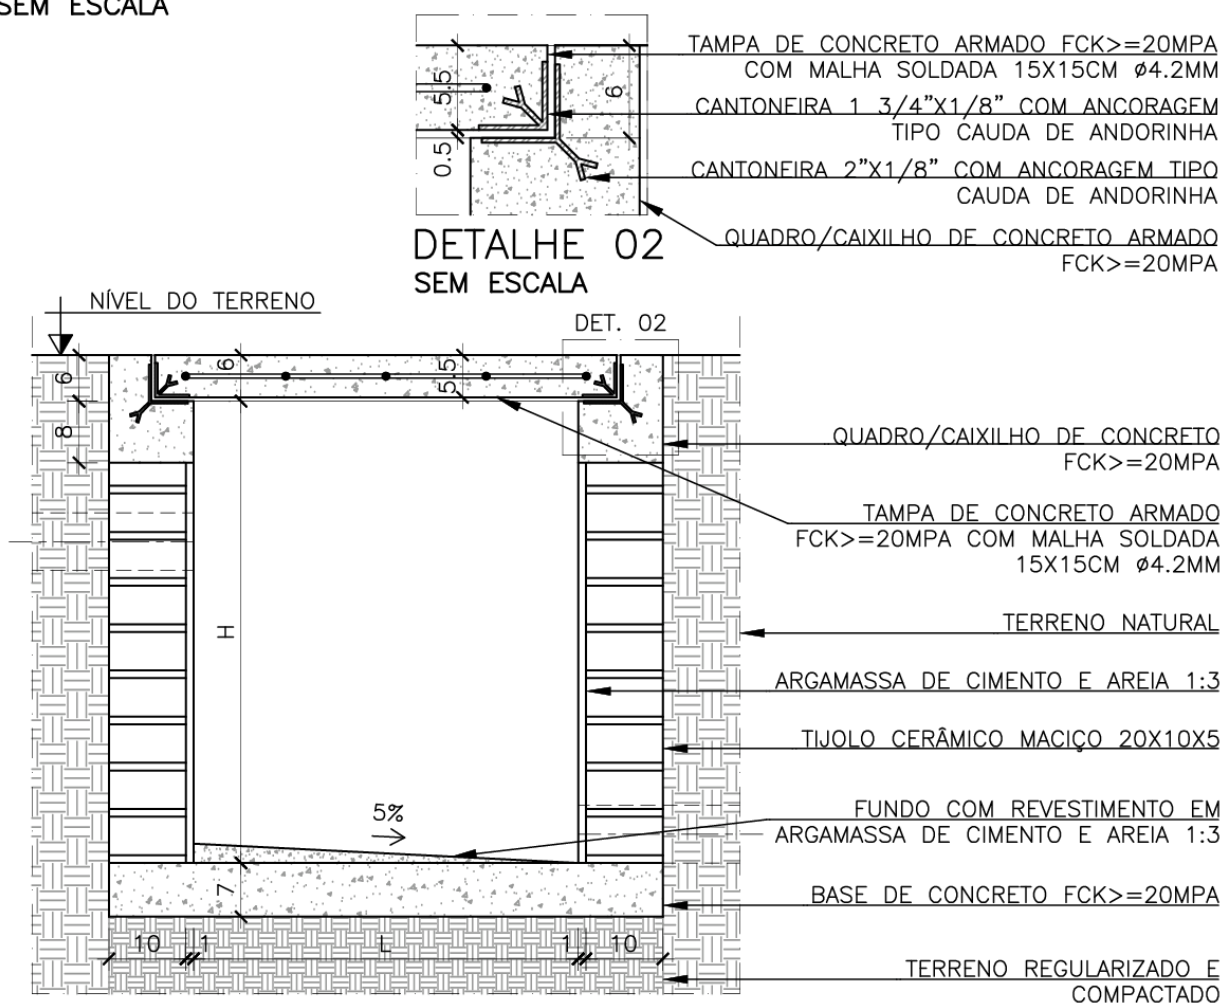 SEM ESCALA
TAMPA DE CONCRETO ARMADO FCK>=20MPA
COM MALHA SOLDADA 15X15CM Ø4.2MM
CANTONEIRA 1 3/4"X1/8" COM ANCORAGEM
TIPO CAUDA DE ANDORINHA
CANTONEIRA 2"X1/8" COM ANCORAGEM TIPO
CAUDA DE ANDORINHA
QUADRO/CAIXILHO DE CONCRETO ARMADO
FCK>=20MPA
5.5
6
0.5
DETALHE 02
SEM ESCALA
NÍVEL DO TERRENO
DET. 02
6
6
5.5
8
QUADRO/CAIXILHO DE CONCRETO
FCK>=20MPA
TAMPA DE CONCRETO ARMADO
FCK>=20MPA COM MALHA SOLDADA
15X15CM Ø4.2MM
H
TERRENO NATURAL
ARGAMASSA DE CIMENTO E AREIA 1:3
TIJOLO CERÂMICO MACIÇO 20X10X5
5%
FUNDO COM REVESTIMENTO EM
ARGAMASSA DE CIMENTO E AREIA 1:3
7
BASE DE CONCRETO FCK>=20MPA
10 1 L 1 10
TERRENO REGULARIZADO E
COMPACTADO